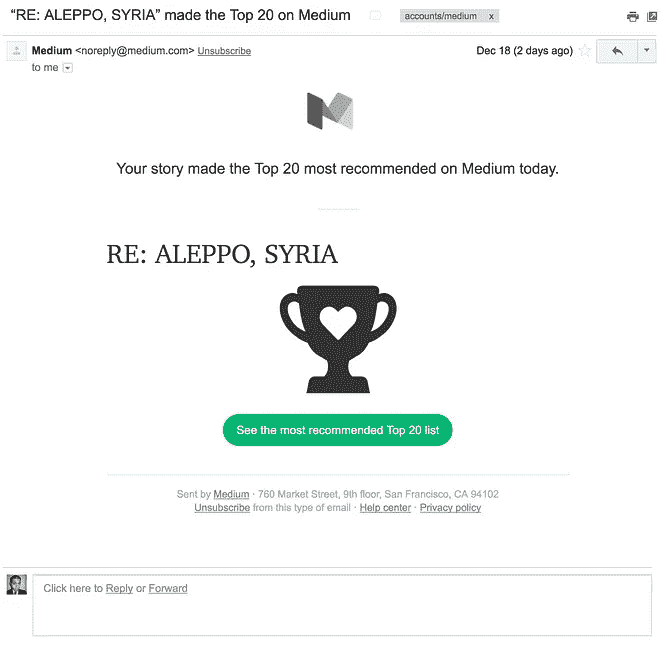 “RE: ALEPPO, SYRIA” made the Top 20 on Medium accounts/medium x
Medium <noreply@medium.com> Unsubscribe Dec 18 (2 days ago)
to me
Your story made the Top 20 most recommended on Medium today.
RE: ALEPPO, SYRIA
See the most recommended Top 20 list
Sent by Medium · 760 Market Street, 9th floor, San Francisco, CA 94102
Unsubscribe from this type of email · Help center · Privacy policy
Click here to Reply or Forward